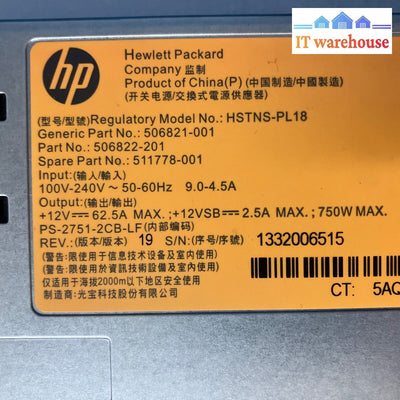 IT warehouse
hp
Hewlett Packard
Company 监制
Product of China(P) (中国制造/中國製造)
(开关电源/交換式電源供應器)
(型号/型號)Regulatory Model No.: HSTNS-PL18
Generic Part No.: 506821-001
Part No.: 506822-201
Spare Part No.: 511778-001
Input:(输入/輸入)
100V-240V ~ 50-60Hz 9.0-4.5A
Output:(输出/輸出)
+12V⎓62.5A MAX.;+12VSB⎓2.5A MAX.;750W MAX.
PS-2751-2CB-LF(内部编码)
REV.:(版本/版本) 19 S/N:(序号/序號) 1332006515
(警告:限使用于信息技术设备及室内使用)
(警告:限使用於資訊技術設備及室內使用)
仅适用于海拨2000m以下地区安全使用
制造商:光宝科技股份有限公司
CT: 5AQ